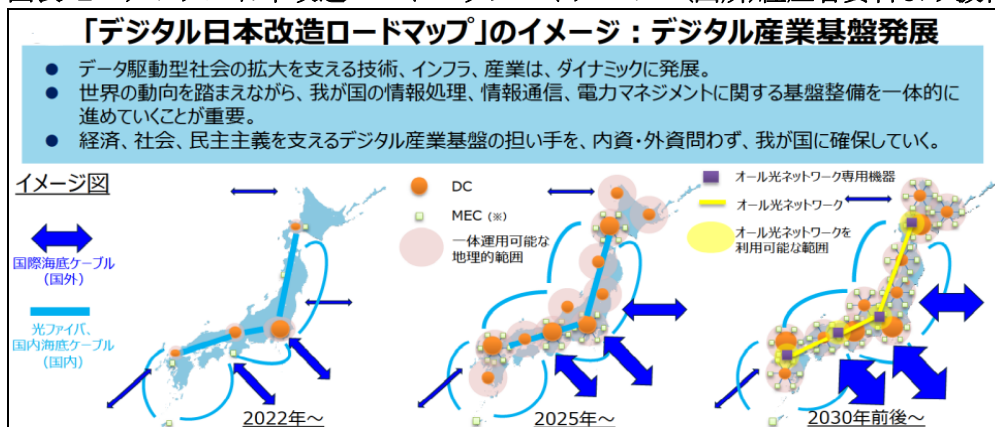 「デジタル日本改造ロードマップ」のイメージ：デジタル産業基盤発展
● データ駆動型社会の拡大を支える技術、インフラ、産業は、ダイナミックに発展。
● 世界の動向を踏まえながら、我が国の情報処理、情報通信、電力マネジメントに関する基盤整備を一体的に
進めていくことが重要。
● 経済、社会、民主主義を支えるデジタル産業基盤の担い手を、内資・外資問わず、我が国に確保していく。
イメージ図
国際海底ケーブル
（国外）
光ファイバ、
国内海底ケーブル
（国内）
2022年～
DC
MEC（※）
一体運用可能な
地理的範囲
2025年～
オール光ネットワーク専用機器
オール光ネットワーク
オール光ネットワークを
利用可能な範囲
2030年前後～